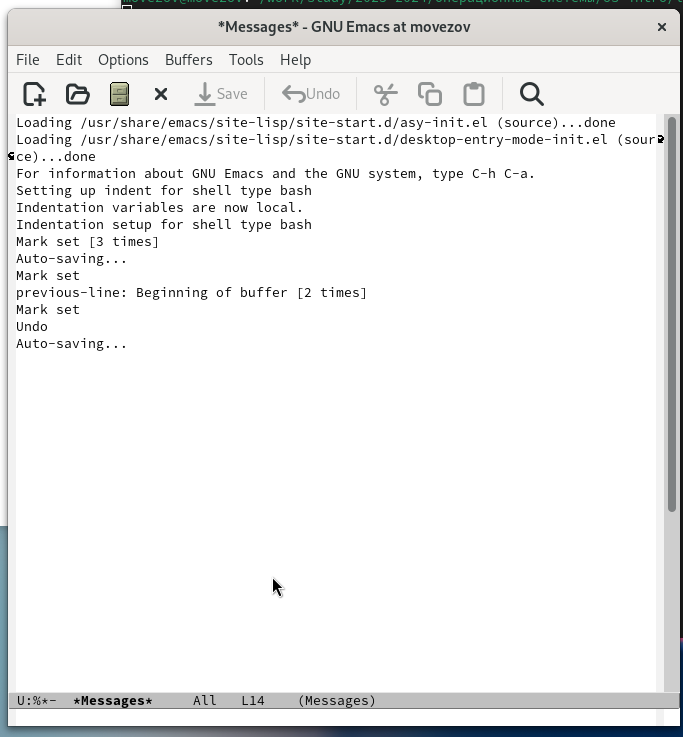 *Messages* - GNU Emacs at movezov
File Edit Options Buffers Tools Help
Save Undo
Loading /usr/share/emacs/site-lisp/site-start.d/asy-init.el (source)...done
Loading /usr/share/emacs/site-lisp/site-start.d/desktop-entry-mode-init.el (sour
ce)...done
For information about GNU Emacs and the GNU system, type C-h C-a.
Setting up indent for shell type bash
Indentation variables are now local.
Indentation setup for shell type bash
Mark set [3 times]
Auto-saving...
Mark set
previous-line: Beginning of buffer [2 times]
Mark set
Undo
Auto-saving...
U:%*- *Messages* All L14 (Messages)